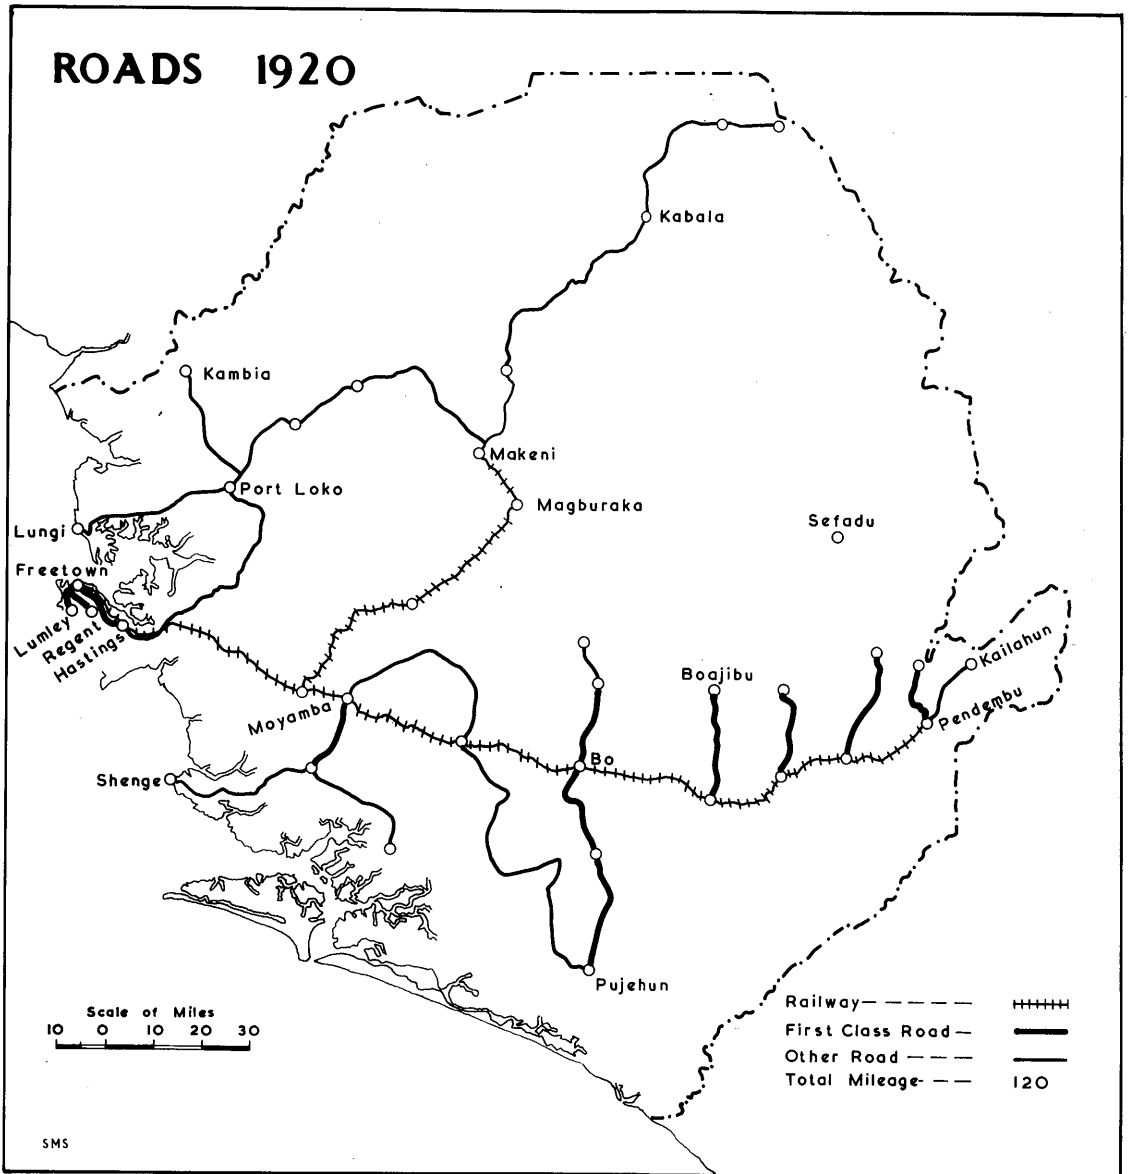 ROADS 1920
Kabala
Kambia
Makeni
Port Loko
Magburaka
Sefadu
Lungi
Freetown
Lumley
Regent
Hastings
Kailahun
Boajibu
Moyamba
Pendembu
Bo
Shenge
Pujehun
Scale of Miles
10 0 10 20 30
Railway
First Class Road
Other Road
Total Mileage 120
SMS